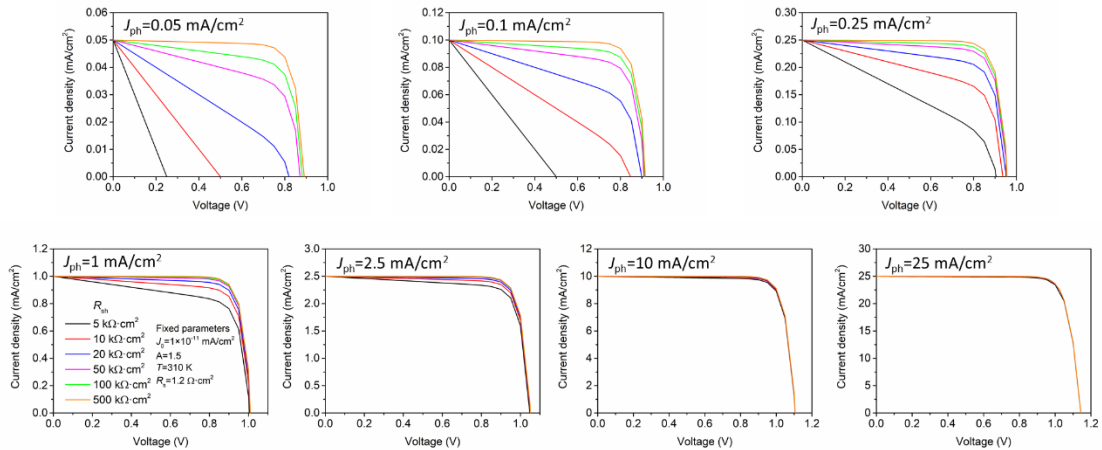 J_ph=0.05 mA/cm²
Current density (mA/cm²)
0.06
0.05
0.04
0.03
0.02
0.01
0.00
0.0 0.2 0.4 0.6 0.8 1.0
Voltage (V)
J_ph=0.1 mA/cm²
Current density (mA/cm²)
0.12
0.10
0.08
0.06
0.04
0.02
0.00
0.0 0.2 0.4 0.6 0.8 1.0
Voltage (V)
J_ph=0.25 mA/cm²
Current density (mA/cm²)
0.30
0.25
0.20
0.15
0.10
0.05
0.00
0.0 0.2 0.4 0.6 0.8 1.0
Voltage (V)
J_ph=1 mA/cm²
Current density (mA/cm²)
1.2
1.0
0.8
0.6
0.4
0.2
0.0
R_sh
5 kΩ·cm²
10 kΩ·cm²
20 kΩ·cm²
50 kΩ·cm²
100 kΩ·cm²
500 kΩ·cm²
Fixed parameters
J_0=1×10⁻¹¹ mA/cm²
A=1.5
T=310 K
R_s=1.2 Ω·cm²
0.0 0.2 0.4 0.6 0.8 1.0
Voltage (V)
J_ph=2.5 mA/cm²
Current density (mA/cm²)
3.0
2.5
2.0
1.5
1.0
0.5
0.0
0.0 0.2 0.4 0.6 0.8 1.0
Voltage (V)
J_ph=10 mA/cm²
Current density (mA/cm²)
12
10
8
6
4
2
0
0.0 0.2 0.4 0.6 0.8 1.0 1.2
Voltage (V)
J_ph=25 mA/cm²
Current density (mA/cm²)
30
25
20
15
10
5
0
0.0 0.2 0.4 0.6 0.8 1.0 1.2
Voltage (V)